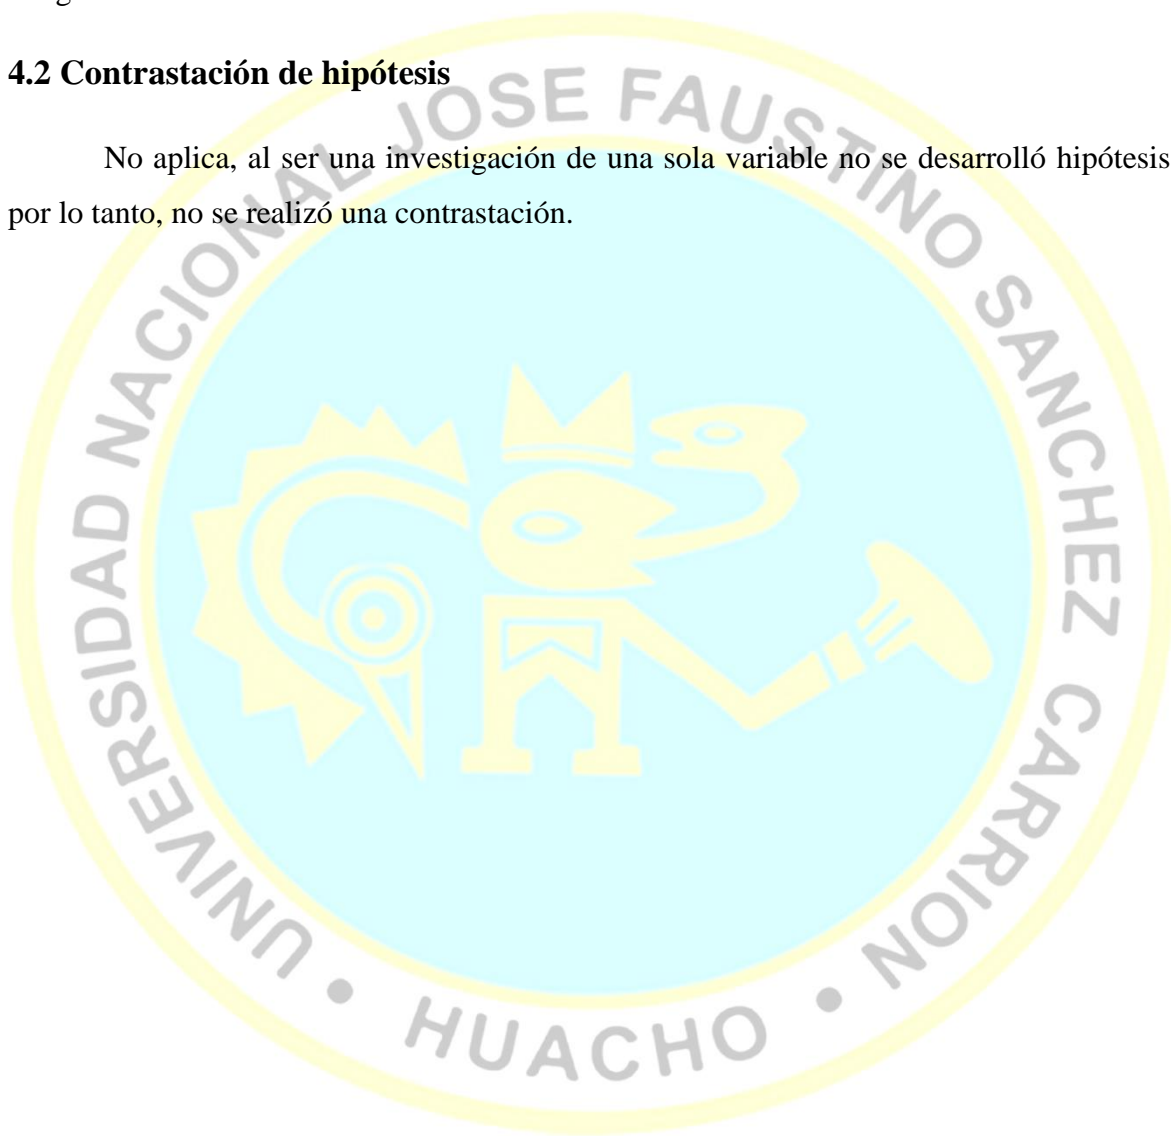 4.2 Contrastación de hipótesis
No aplica, al ser una investigación de una sola variable no se desarrolló hipótesis
por lo tanto, no se realizó una contrastación.
UNIVERSIDAD NACIONAL JOSE FAUSTINO SANCHEZ CARRION • HUACHO •